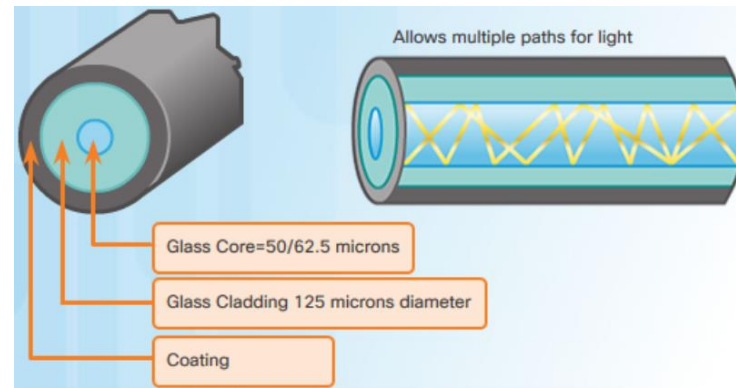 Allows multiple paths for light
Glass Core=50/62.5 microns
Glass Cladding 125 microns diameter
Coating